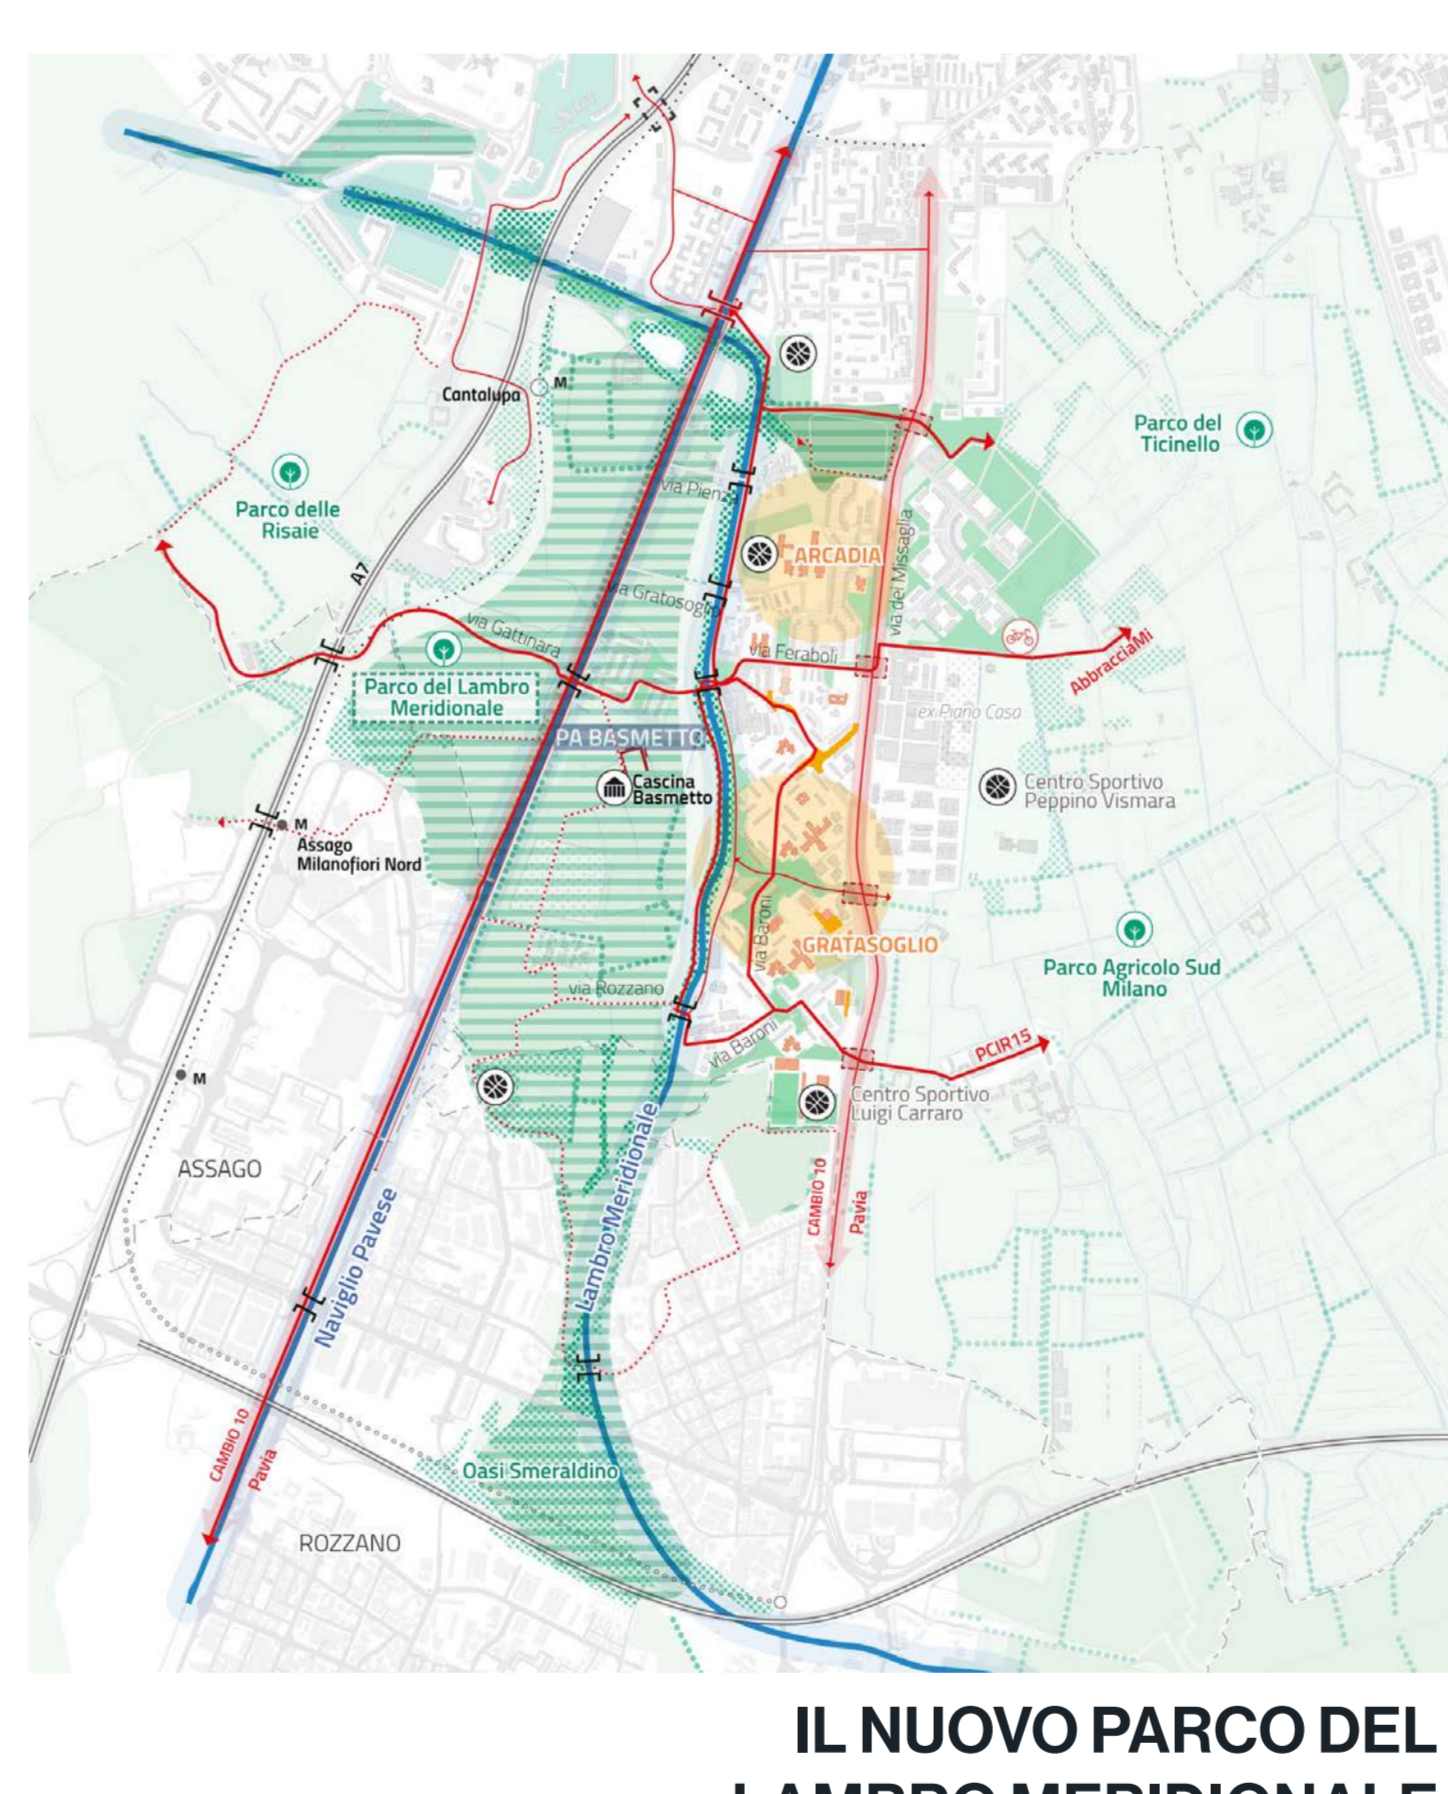 Cantalupa
M
Parco del
Ticinello
Parco delle
Risaie
via Pienza
ARCADIA
via dei Missaglia
A7
via Gratosoglio
via Gattinara
via Feraboli
AbbracciaMi
Parco del Lambro
Meridionale
ex Piano Casa
PA BASMETTO
Cascina
Basmetto
Centro Sportivo
Peppino Vismara
M
Assago
Milanofiori Nord
via Baroni
GRATASOGLIO
Parco Agricolo Sud
Milano
via Rozzano
via Baroni
PCIR15
M
Centro Sportivo
Luigi Carraro
ASSAGO
Lambro Meridionale
CAMBIO 10
Pavia
Naviglio Pavese
CAMBIO 10
Pavia
Oasi Smeraldino
ROZZANO
IL NUOVO PARCO DEL
LAMBRO MERIDIONALE